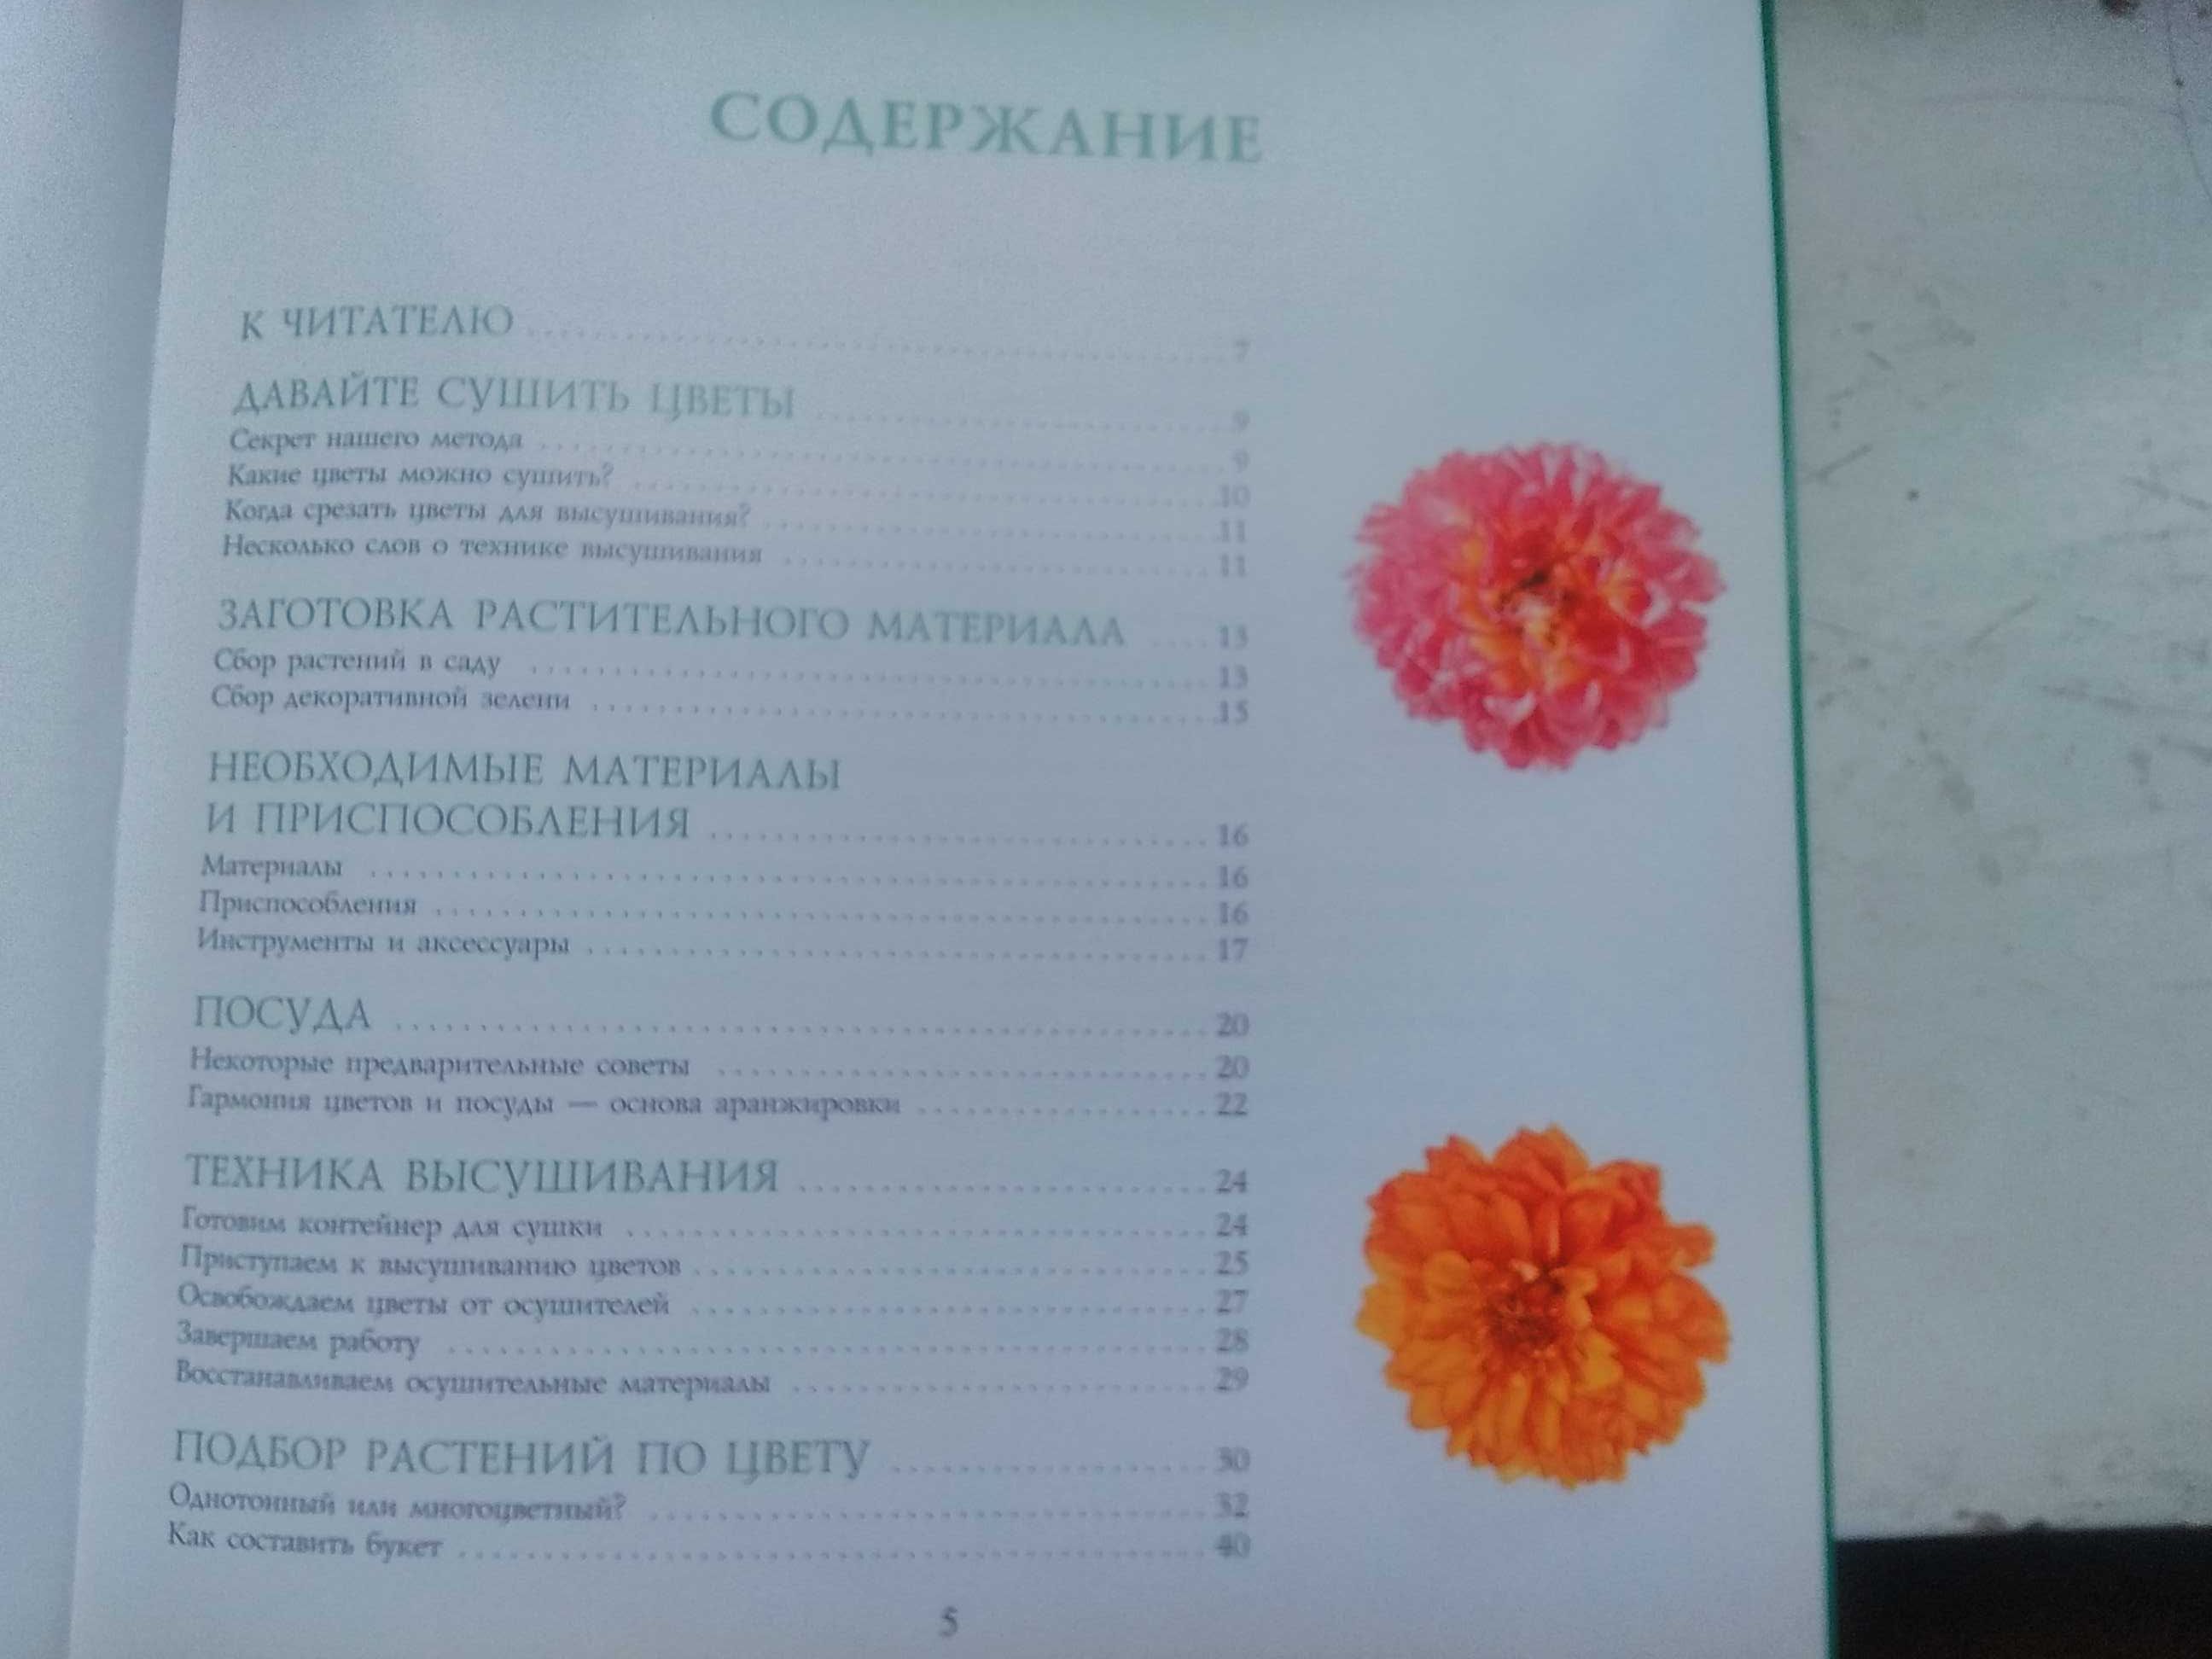 СОДЕРЖАНИЕ
К ЧИТАТЕЛЮ ..... 7
ДАВАЙТЕ СУШИТЬ ЦВЕТЫ ..... 9
Секрет нашего метода ..... 9
Какие цветы можно сушить? ..... 10
Когда срезать цветы для высушивания? ..... 11
Несколько слов о технике высушивания ..... 11
ЗАГОТОВКА РАСТИТЕЛЬНОГО МАТЕРИАЛА .... 13
Сбор растений в саду ..... 13
Сбор декоративной зелени ..... 15
НЕОБХОДИМЫЕ МАТЕРИАЛЫ
И ПРИСПОСОБЛЕНИЯ ..... 16
Материалы ..... 16
Приспособления ..... 16
Инструменты и аксессуары ..... 17
ПОСУДА ..... 20
Некоторые предварительные советы ..... 20
Гармония цветов и посуды — основа аранжировки ..... 22
ТЕХНИКА ВЫСУШИВАНИЯ ..... 24
Готовим контейнер для сушки ..... 24
Приступаем к высушиванию цветов ..... 25
Освобождаем цветы от осушителей ..... 27
Завершаем работу ..... 28
Восстанавливаем осушительные материалы ..... 29
ПОДБОР РАСТЕНИЙ ПО ЦВЕТУ ..... 30
Однотонный или многоцветный? ..... 32
Как составить букет ..... 40
5